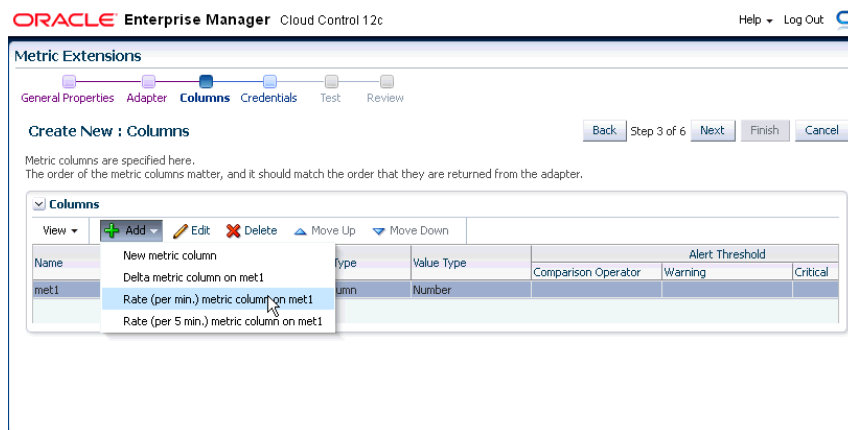 ORACLE Enterprise Manager Cloud Control 12c
Help Log Out
Metric Extensions
General Properties Adapter Columns Credentials Test Review
Create New : Columns
Back Step 3 of 6 Next Finish Cancel
Metric columns are specified here.
The order of the metric columns matter, and it should match the order that they are returned from the adapter.
Columns
View Add Edit Delete Move Up Move Down
New metric column
Delta metric column on met1
Rate (per min.) metric column on met1
Rate (per 5 min.) metric column on met1
Name Type Value Type Alert Threshold
Comparison Operator Warning Critical
met1 Number